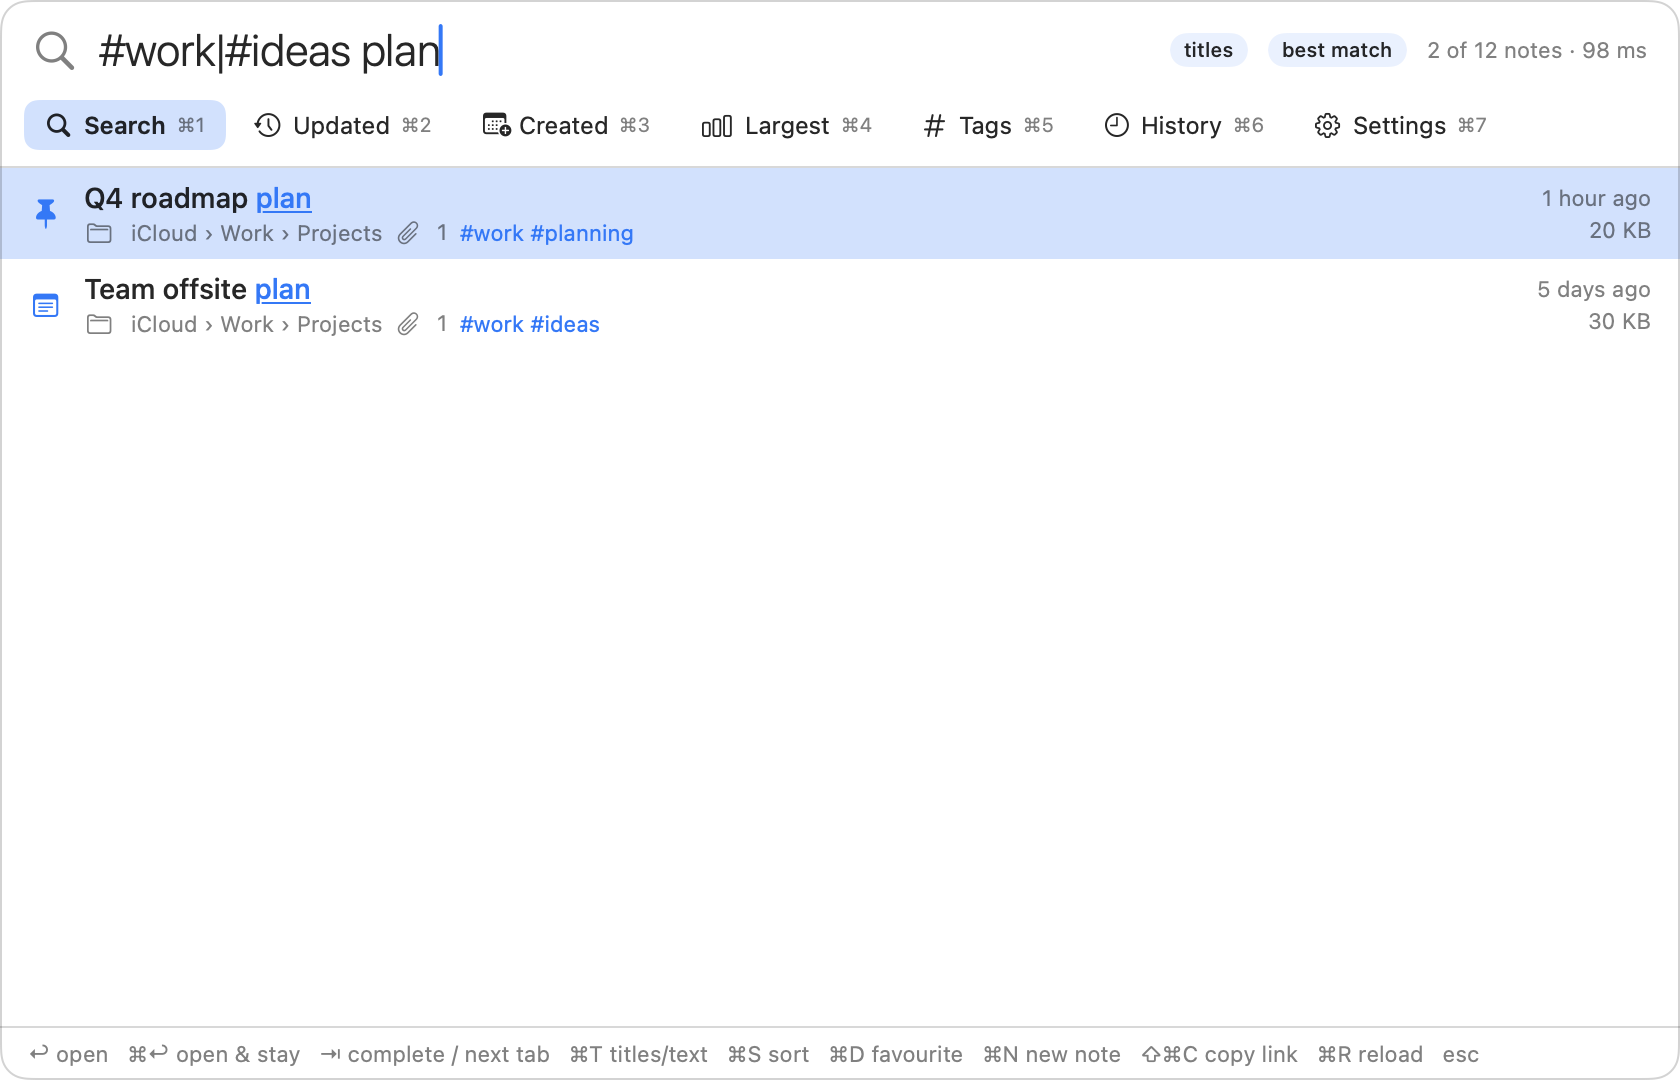 #work|#ideas plan
titles best match 2 of 12 notes · 98 ms
Search ⌘1 Updated ⌘2 Created ⌘3 Largest ⌘4 # Tags ⌘5 History ⌘6 Settings ⌘7
Q4 roadmap plan 1 hour ago
iCloud › Work › Projects 1 #work #planning 20 KB
Team offsite plan 5 days ago
iCloud › Work › Projects 1 #work #ideas 30 KB
↩ open ⌘↩ open & stay ⇥ complete / next tab ⌘T titles/text ⌘S sort ⌘D favourite ⌘N new note ⇧⌘C copy link ⌘R reload esc